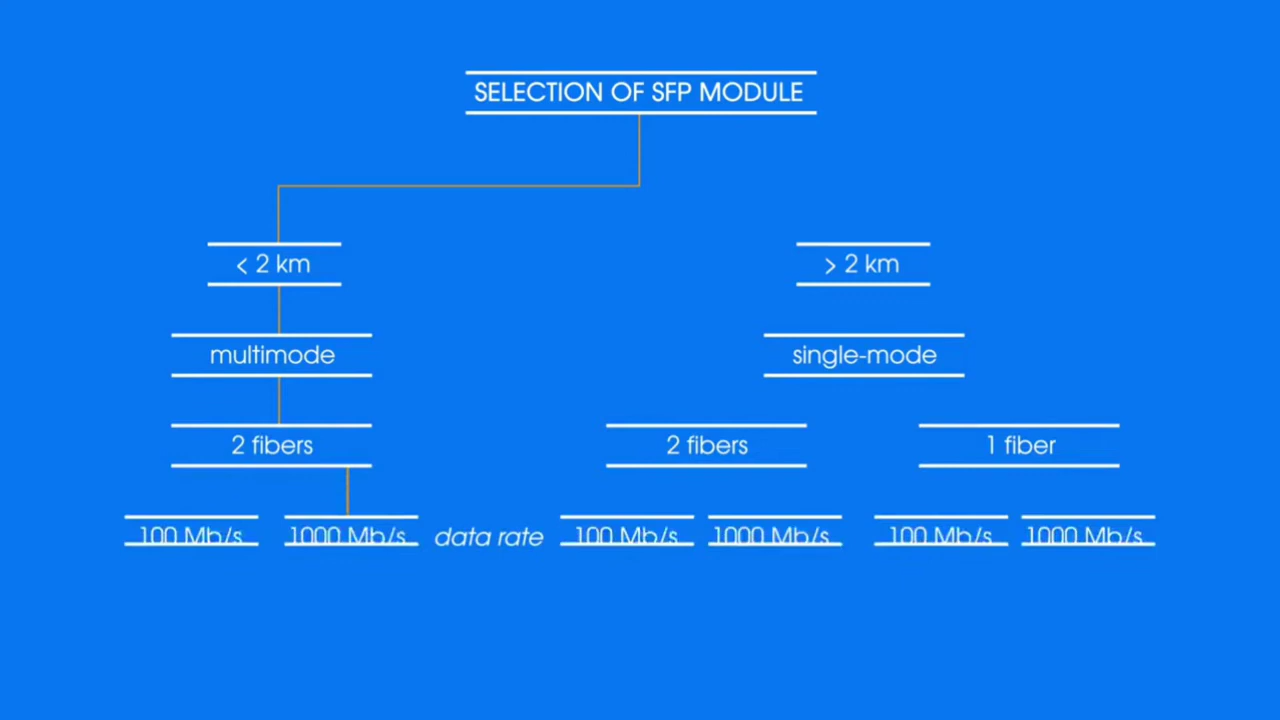 SELECTION OF SFP MODULE
< 2 km
> 2 km
multimode
single-mode
2 fibers
2 fibers
1 fiber
100 Mb/s
1000 Mb/s
data rate
100 Mb/s
1000 Mb/s
100 Mb/s
1000 Mb/s